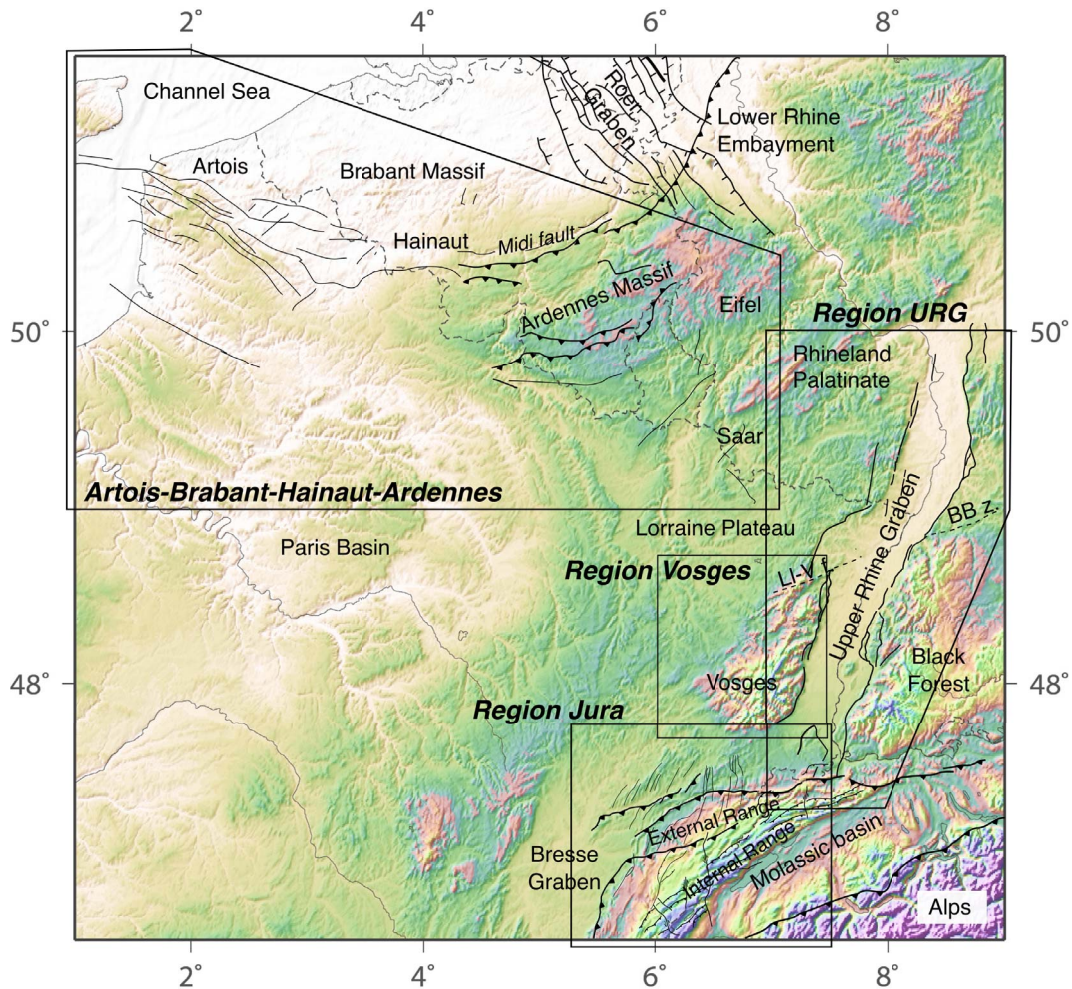 2° 4° 6° 8°
Channel Sea
Roer
Graben
Lower Rhine
Embayment
Artois
Brabant Massif
Hainaut
Midi fault
Ardennes Massif
Eifel
50°
Region URG
50°
Rhineland
Palatinate
Saar
Artois-Brabant-Hainaut-Ardennes
Lorraine Plateau
BB z.
Paris Basin
Region Vosges
Ll-V f.
Upper Rhine Graben
Black
Forest
48°
Vosges
48°
Region Jura
External Range
Bresse
Graben
Internal Range
Molassic basin
Alps
2° 4° 6° 8°